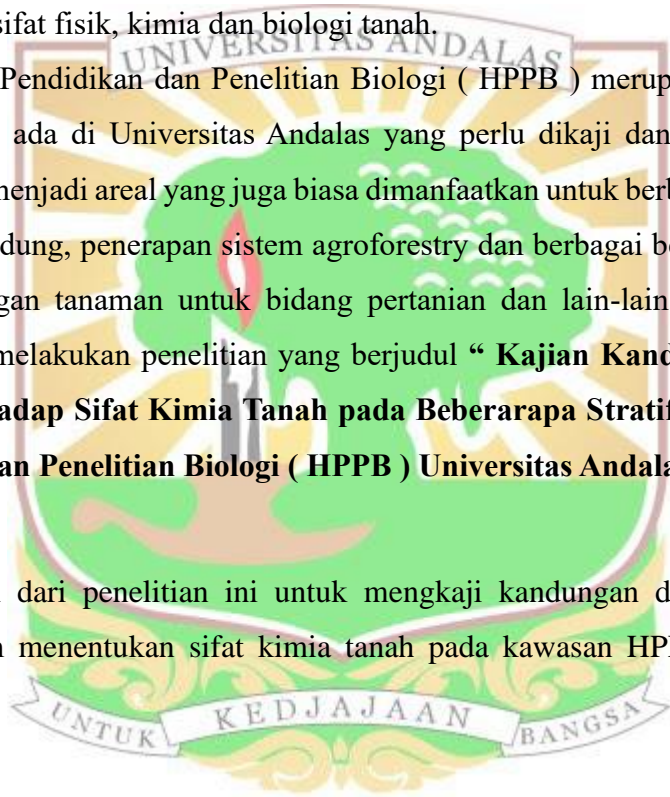 sifat fisik, kimia dan biologi tanah.
UNIVERSITAS ANDALAS
Pendidikan dan Penelitian Biologi ( HPPB ) merup
ada di Universitas Andalas yang perlu dikaji dan
menjadi areal yang juga biasa dimanfaatkan untuk berb
dung, penerapan sistem agroforestry dan berbagai be
gan tanaman untuk bidang pertanian dan lain-lain
melakukan penelitian yang berjudul “ Kajian Kand
adap Sifat Kimia Tanah pada Beberarapa Stratif
an Penelitian Biologi ( HPPB ) Universitas Andala
dari penelitian ini untuk mengkaji kandungan d
menentukan sifat kimia tanah pada kawasan HP
UNTUK KEDJAJAAN BANGSA